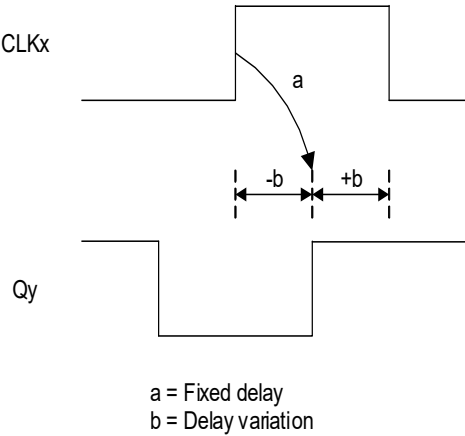 CLKx
a
-b
+b
Qy
a = Fixed delay
b = Delay variation